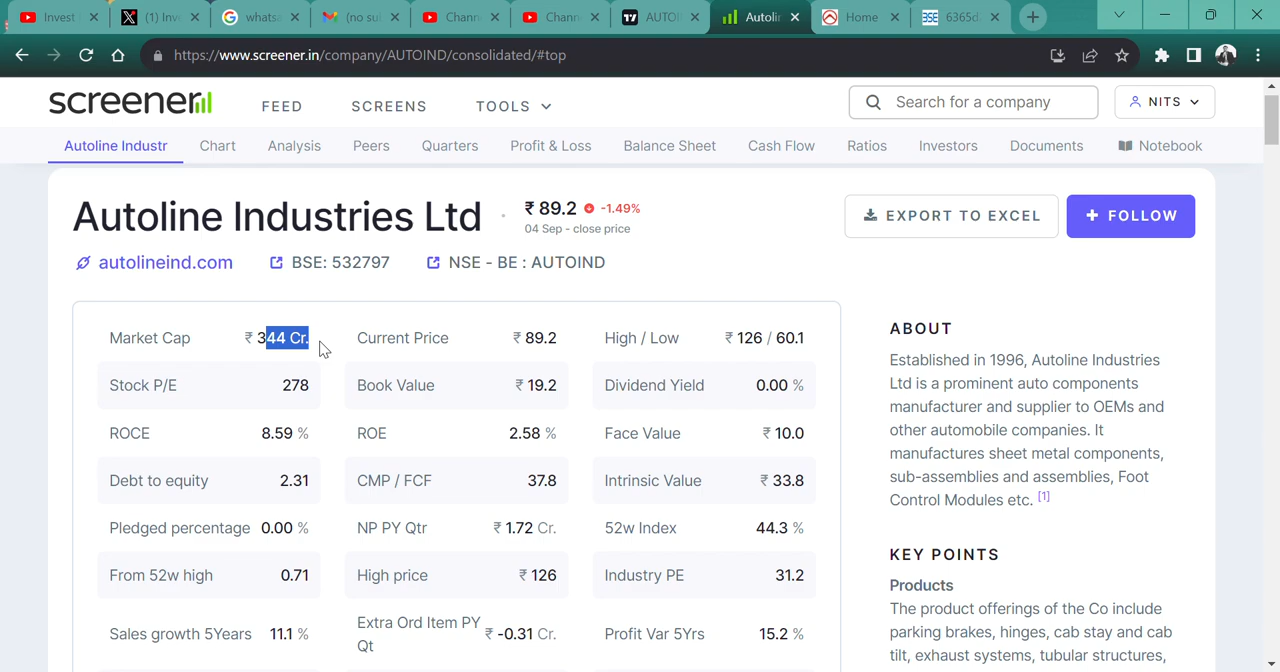 Invest
(1) Inv
whatsa
(no su
Chann
Chann
AUTOI
Autolin
Home
6365d
https://www.screener.in/company/AUTOIND/consolidated/#top
screener
FEED SCREENS TOOLS
Search for a company
NITS
Autoline Industr Chart Analysis Peers Quarters Profit & Loss Balance Sheet Cash Flow Ratios Investors Documents Notebook
Autoline Industries Ltd
₹ 89.2 -1.49%
04 Sep - close price
EXPORT TO EXCEL
+ FOLLOW
autolineind.com BSE: 532797 NSE - BE : AUTOIND
Market Cap ₹ 344 Cr. Current Price ₹ 89.2 High / Low ₹ 126 / 60.1
Stock P/E 278 Book Value ₹ 19.2 Dividend Yield 0.00 %
ROCE 8.59 % ROE 2.58 % Face Value ₹ 10.0
Debt to equity 2.31 CMP / FCF 37.8 Intrinsic Value ₹ 33.8
Pledged percentage 0.00 % NP PY Qtr ₹ 1.72 Cr. 52w Index 44.3 %
From 52w high 0.71 High price ₹ 126 Industry PE 31.2
Sales growth 5Years 11.1 % Extra Ord Item PY Qt ₹ -0.31 Cr. Profit Var 5Yrs 15.2 %
ABOUT
Established in 1996, Autoline Industries
Ltd is a prominent auto components
manufacturer and supplier to OEMs and
other automobile companies. It
manufactures sheet metal components,
sub-assemblies and assemblies, Foot
Control Modules etc. [1]
KEY POINTS
Products
The product offerings of the Co include
parking brakes, hinges, cab stay and cab
tilt, exhaust systems, tubular structures,